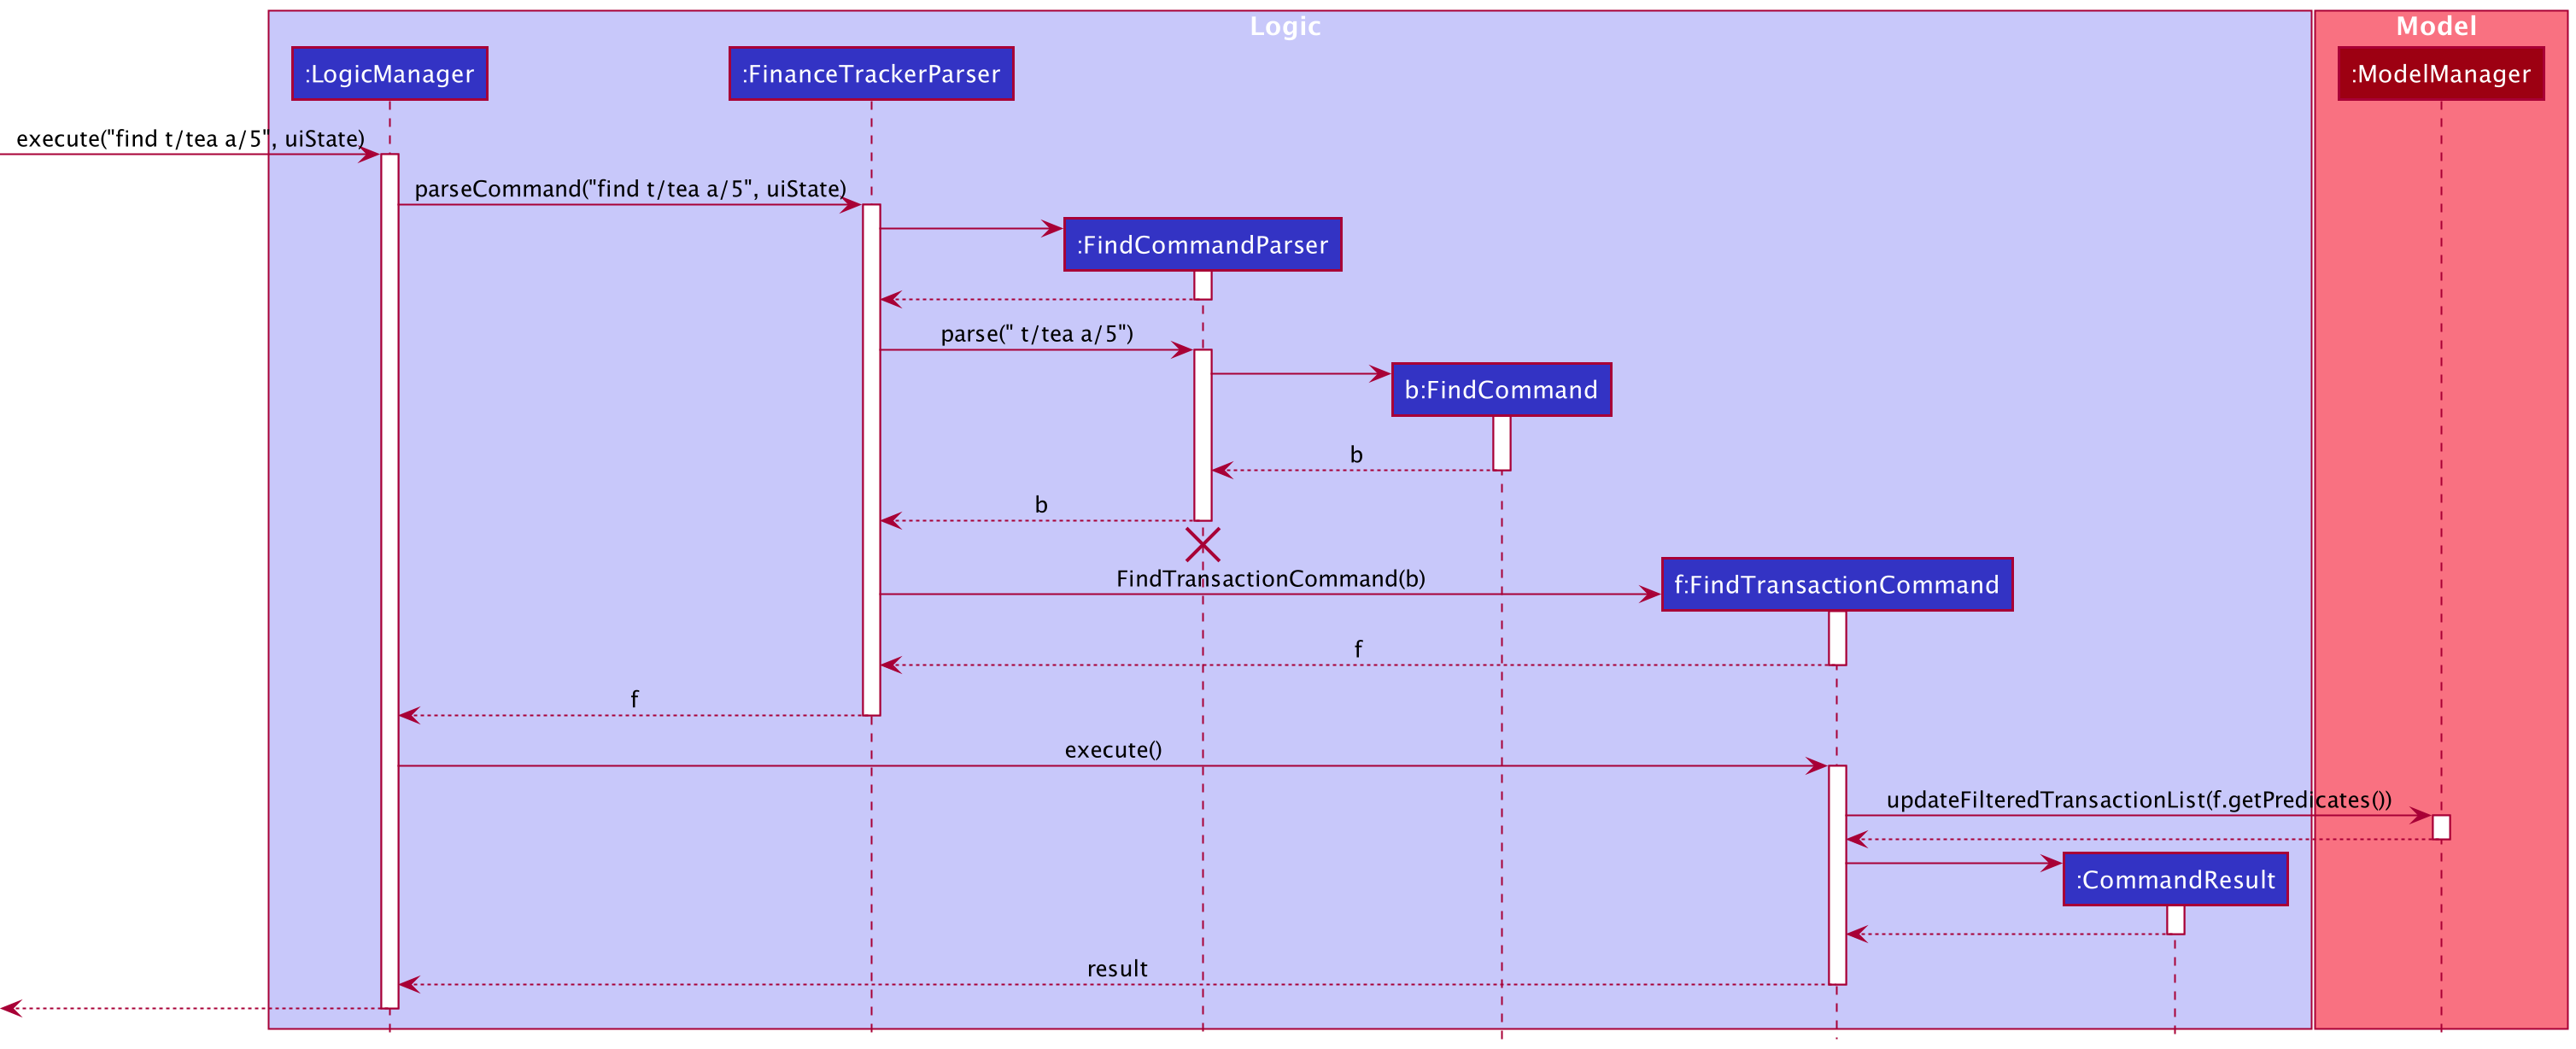 Logic
Model
:LogicManager
:FinanceTrackerParser
:ModelManager
execute("find t/tea a/5", uiState)
parseCommand("find t/tea a/5", uiState)
:FindCommandParser
parse(" t/tea a/5")
b:FindCommand
b
b
FindTransactionCommand(b)
f:FindTransactionCommand
f
f
execute()
updateFilteredTransactionList(f.getPredicates())
:CommandResult
result